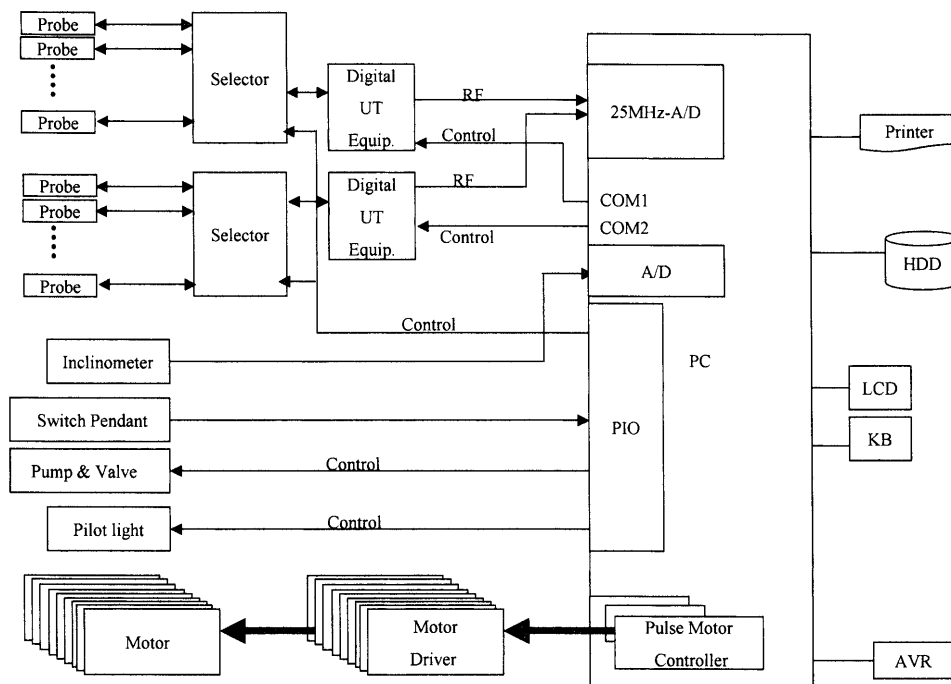 Probe
Probe
Probe
Selector
Digital
UT
Equip.
RF
Control
25MHz-A/D
Printer
Probe
Probe
Probe
Selector
Digital
UT
Equip.
RF
Control
COM1
COM2
A/D
HDD
Control
Inclinometer
PC
LCD
Switch Pendant
PIO
KB
Pump & Valve
Control
Pilot light
Control
Motor
Motor
Driver
Pulse Motor
Controller
AVR